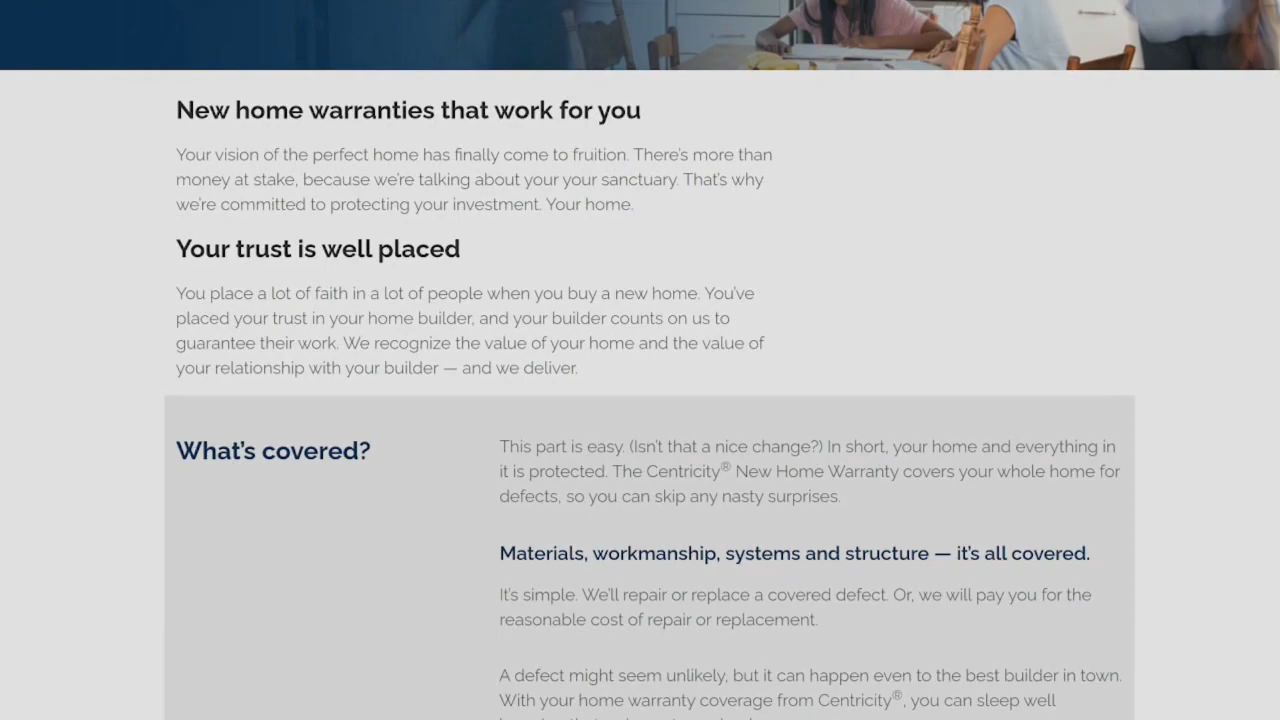 New home warranties that work for you
Your vision of the perfect home has finally come to fruition. There's more than
money at stake, because we're talking about your your sanctuary. That's why
we're committed to protecting your investment. Your home.
Your trust is well placed
You place a lot of faith in a lot of people when you buy a new home. You've
placed your trust in your home builder, and your builder counts on us to
guarantee their work. We recognize the value of your home and the value of
your relationship with your builder — and we deliver.
What's covered?
This part is easy. (Isn't that a nice change?) In short, your home and everything in
it is protected. The Centricity® New Home Warranty covers your whole home for
defects, so you can skip any nasty surprises.
Materials, workmanship, systems and structure — it's all covered.
It's simple. We'll repair or replace a covered defect. Or, we will pay you for the
reasonable cost of repair or replacement.
A defect might seem unlikely, but it can happen even to the best builder in town.
With your home warranty coverage from Centricity®, you can sleep well